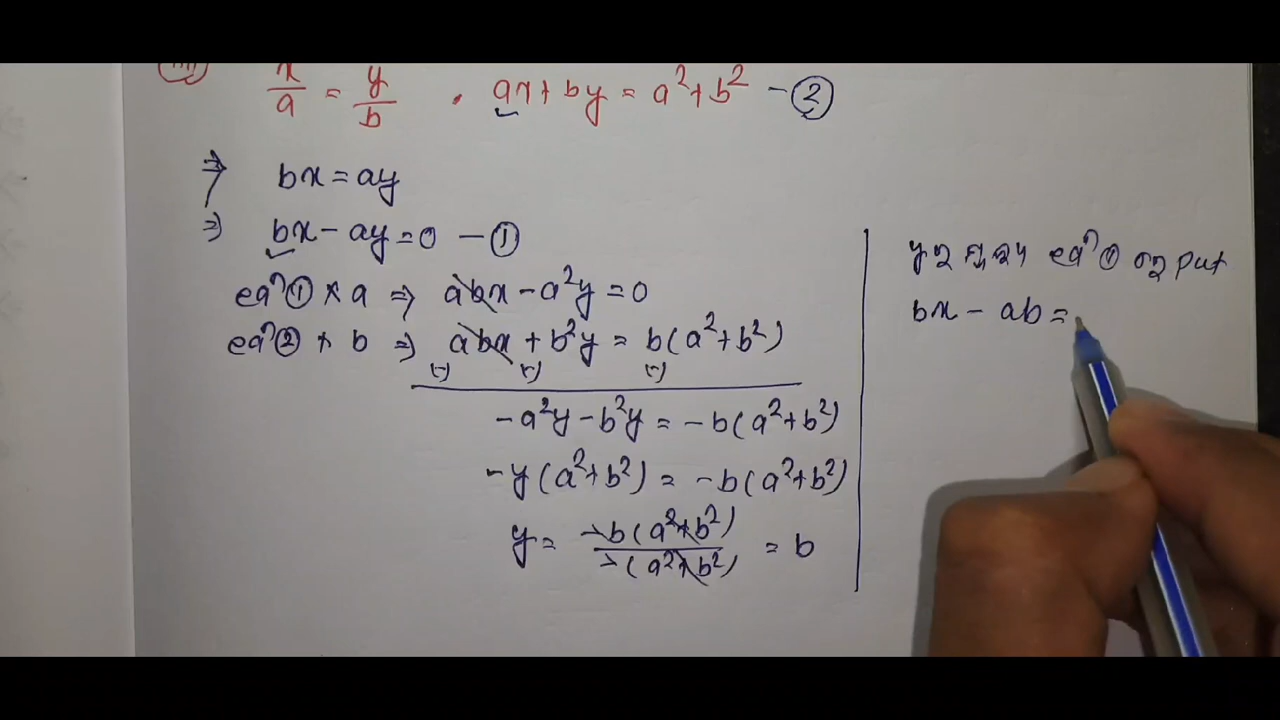 x/a = y/b , ax + by = a² + b² - ②
⇒ bx = ay
⇒ bx - ay = 0 - ①
eqⁿ ① × a ⇒ abx - a²y = 0
eqⁿ ② × b ⇒ abx + b²y = b(a² + b²)
(-) (-) (-)
-a²y - b²y = -b(a² + b²)
-y(a² + b²) = -b(a² + b²)
y = -b(a² + b²) / -(a² + b²) = b
eqⁿ ① put
bx - ab =